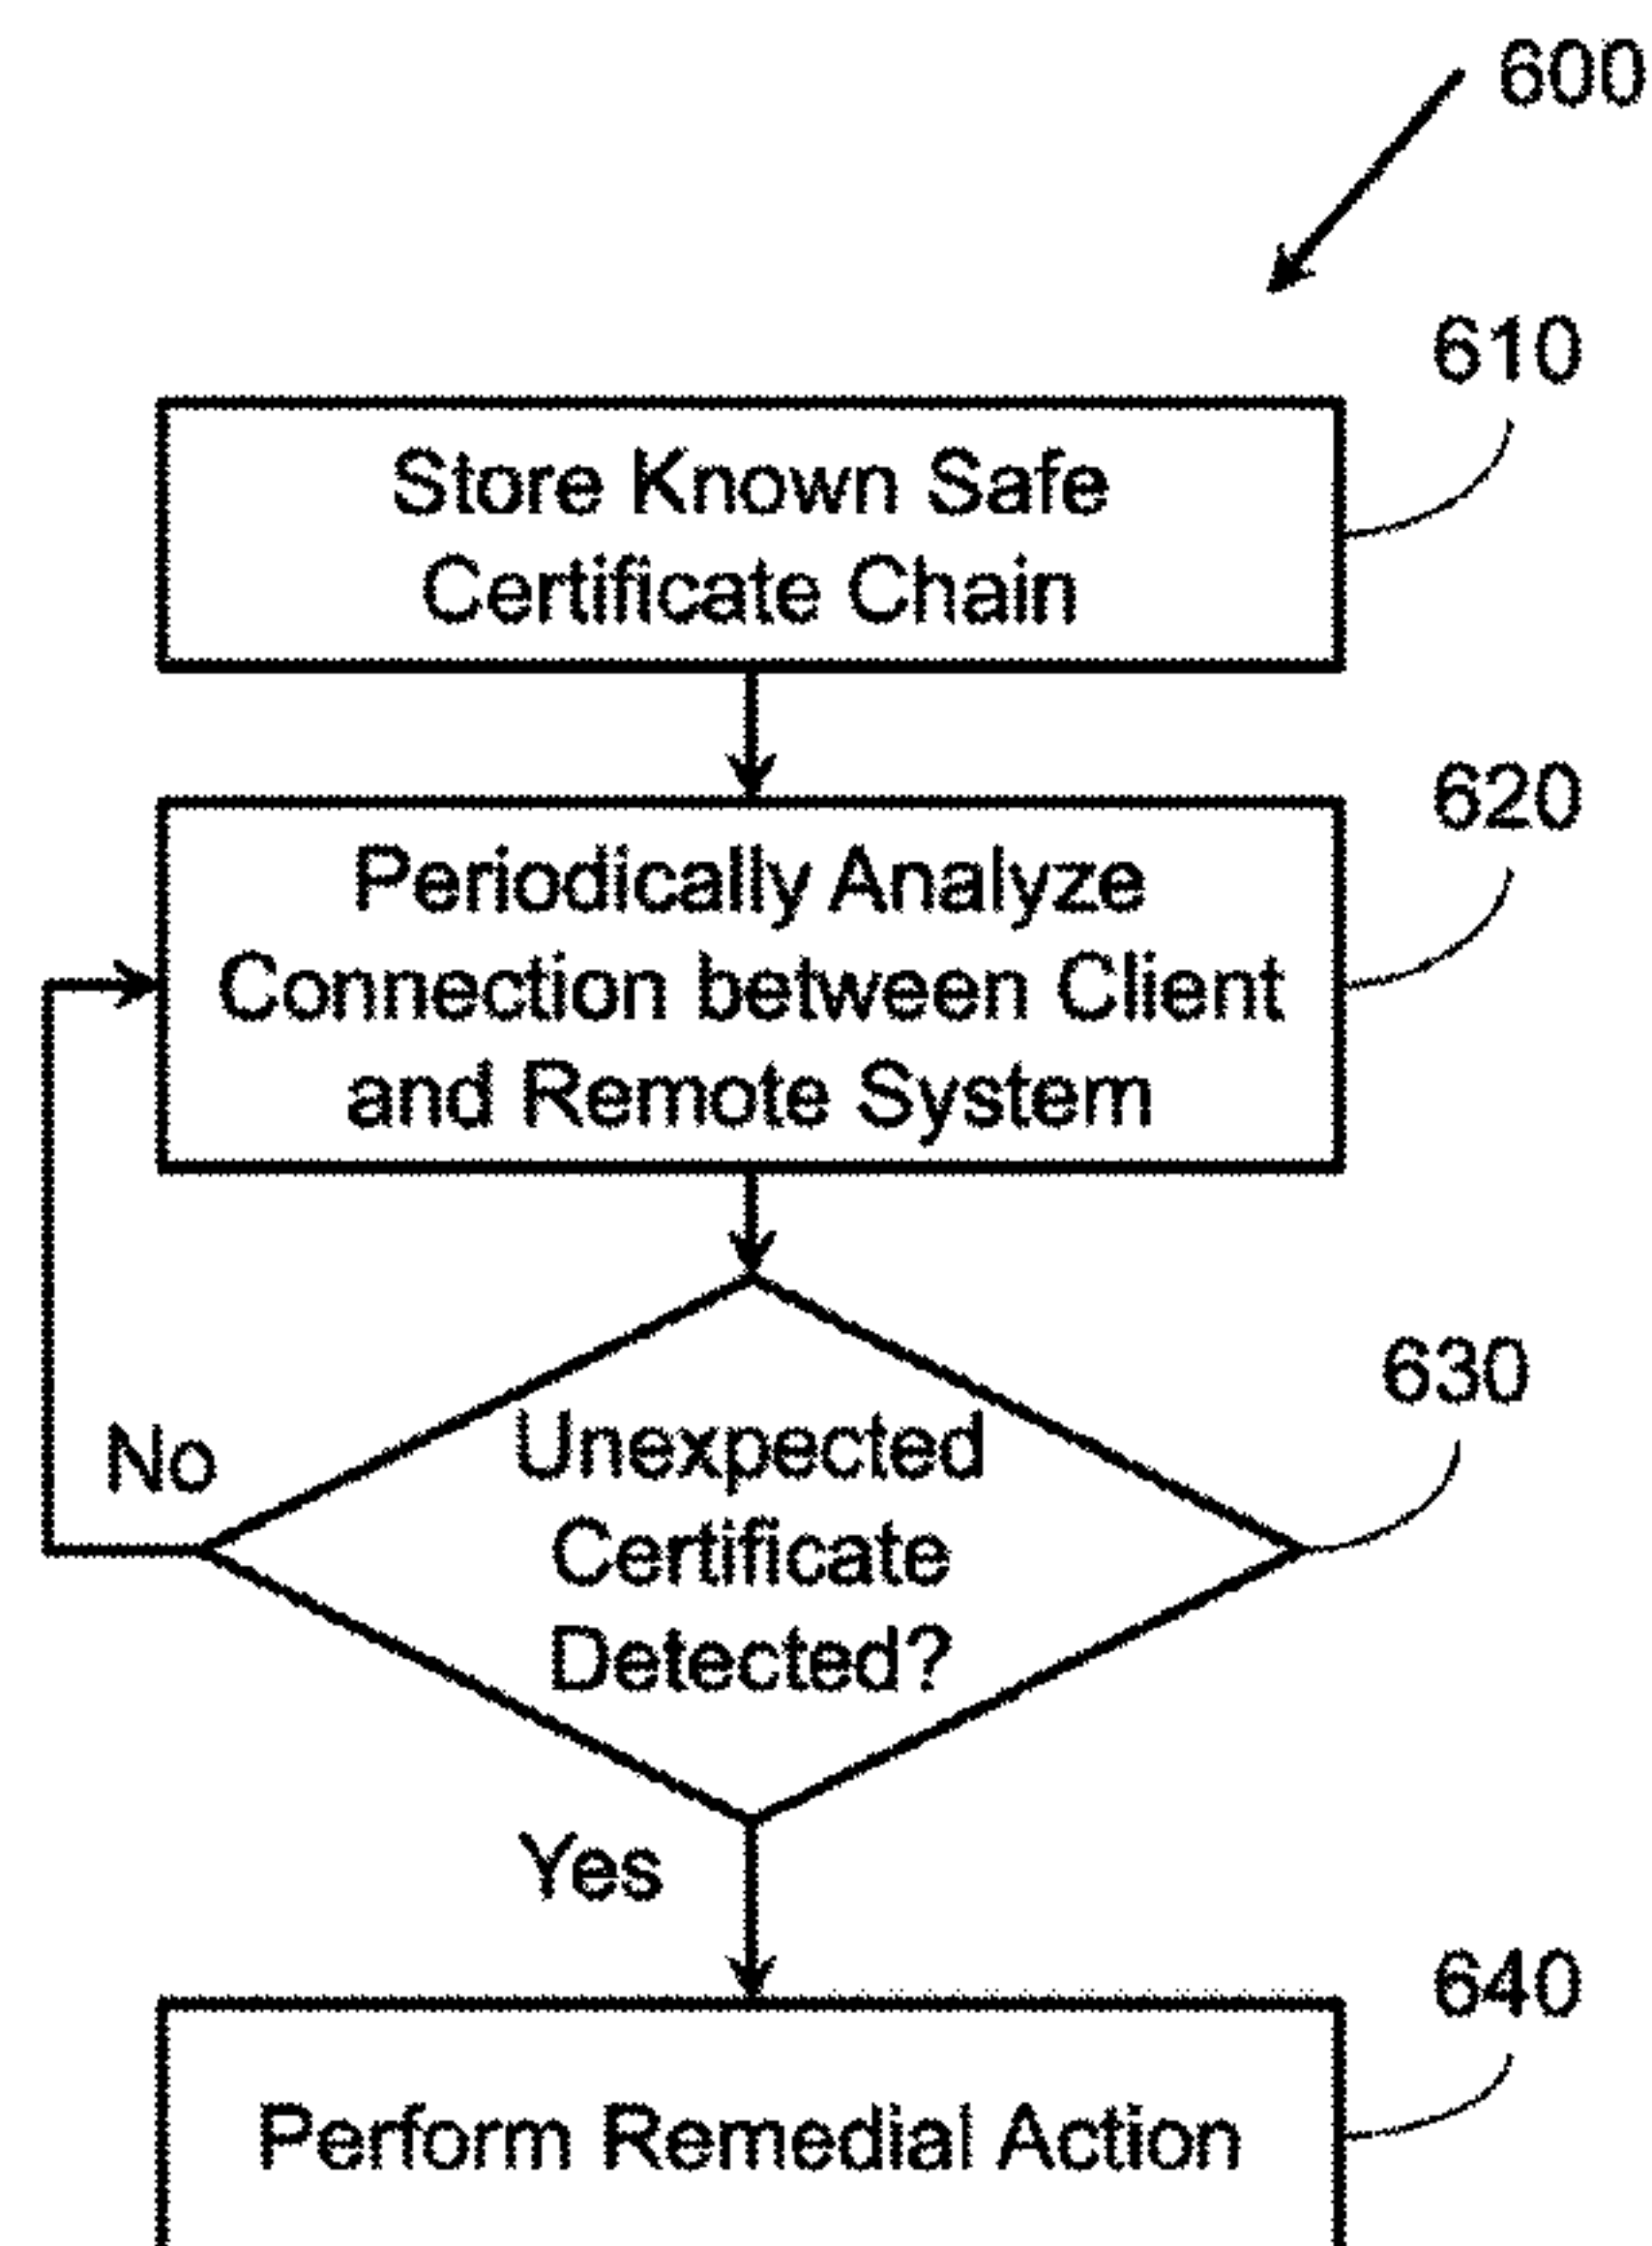 600
610
Store Known Safe
Certificate Chain
620
Periodically Analyze
Connection between Client
and Remote System
630
No
Unexpected
Certificate
Detected?
Yes
640
Perform Remedial Action